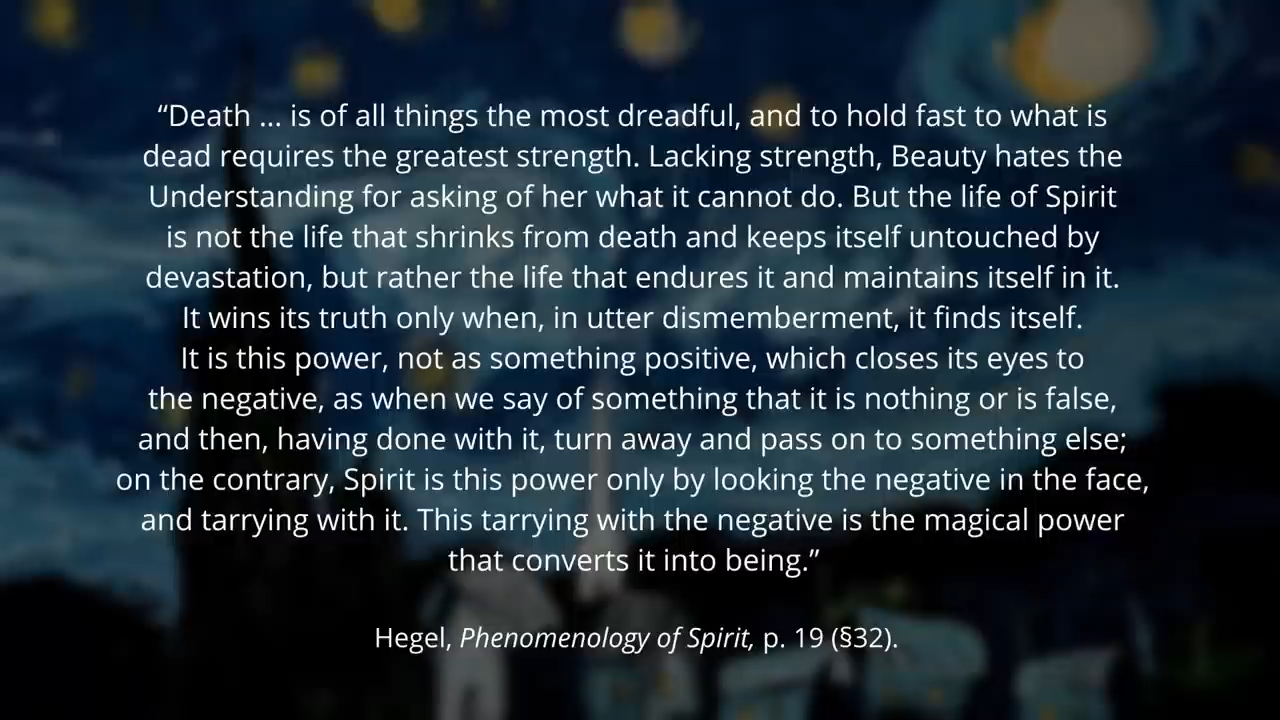 “Death ... is of all things the most dreadful, and to hold fast to what is
dead requires the greatest strength. Lacking strength, Beauty hates the
Understanding for asking of her what it cannot do. But the life of Spirit
is not the life that shrinks from death and keeps itself untouched by
devastation, but rather the life that endures it and maintains itself in it.
It wins its truth only when, in utter dismemberment, it finds itself.
It is this power, not as something positive, which closes its eyes to
the negative, as when we say of something that it is nothing or is false,
and then, having done with it, turn away and pass on to something else;
on the contrary, Spirit is this power only by looking the negative in the face,
and tarrying with it. This tarrying with the negative is the magical power
that converts it into being.”
Hegel, Phenomenology of Spirit, p. 19 (§32).